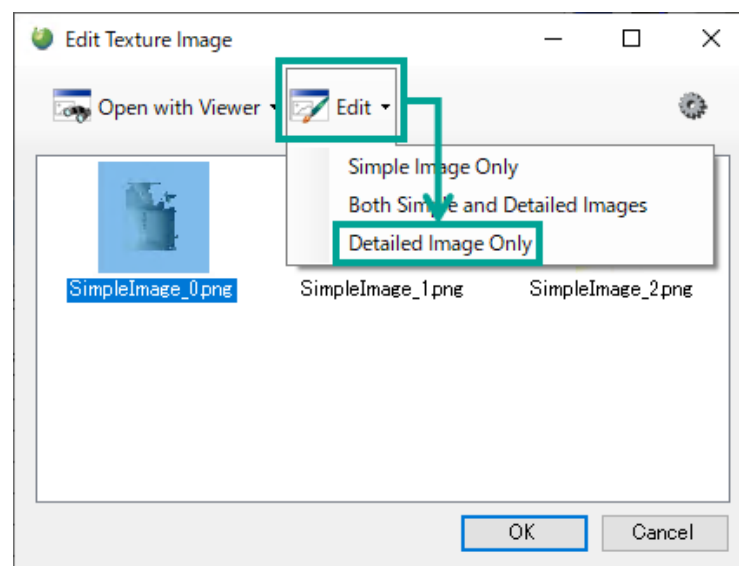 Edit Texture Image
Open with Viewer
Edit
Simple Image Only
Both Simple and Detailed Images
Detailed Image Only
SimpleImage_0.png
SimpleImage_1.png
SimpleImage_2.png
OK
Cancel